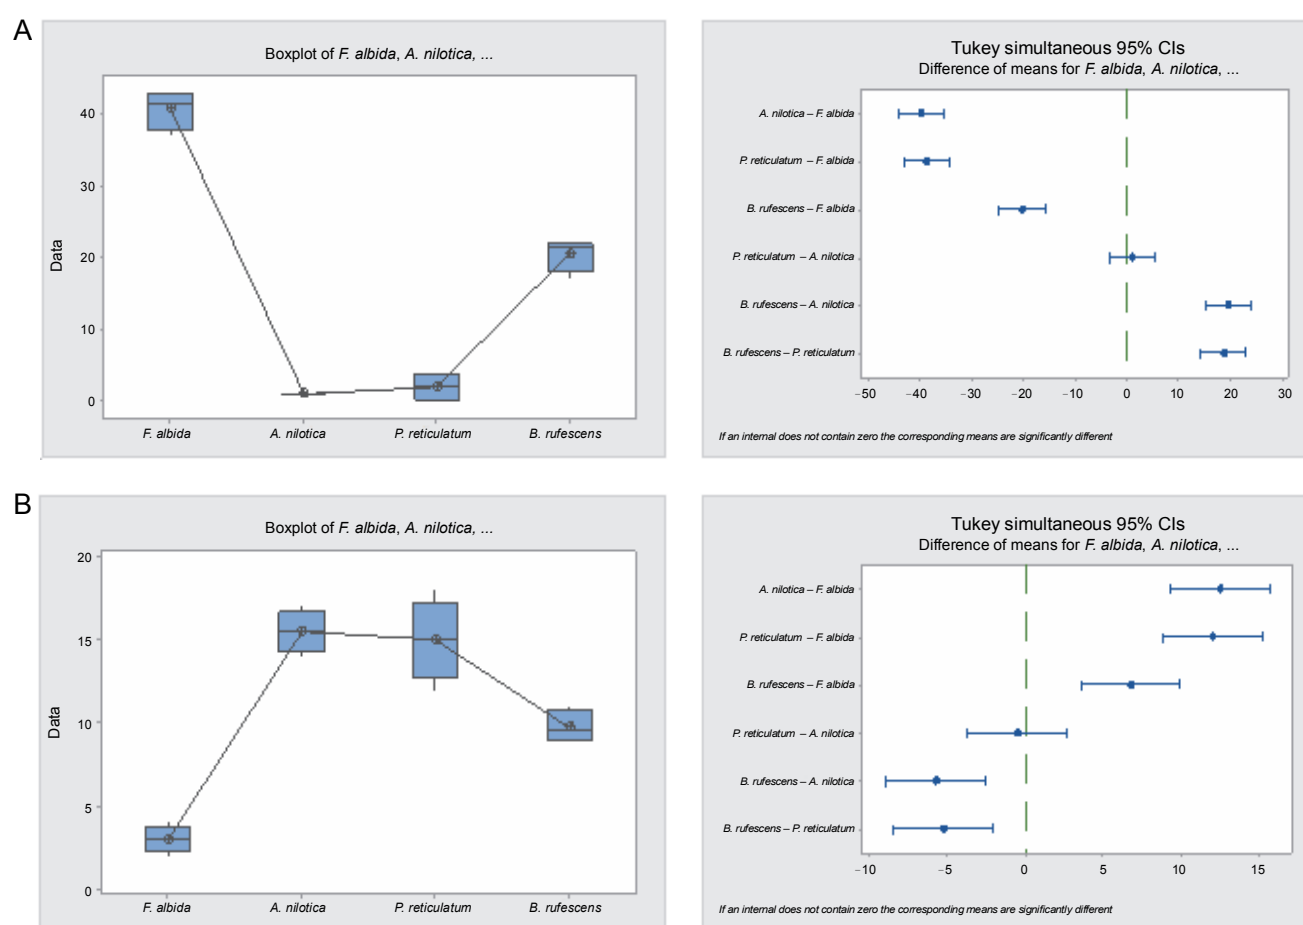 A
Boxplot of F. albida, A. nilotica, ...
Data
40
30
20
10
0
F. albida
A. nilotica
P. reticulatum
B. rufescens
Tukey simultaneous 95% CIs
Difference of means for F. albida, A. nilotica, ...
A. nilotica – F. albida
P. reticulatum – F. albida
B. rufescens – F. albida
P. reticulatum – A. nilotica
B. rufescens – A. nilotica
B. rufescens – P. reticulatum
−50 −40 −30 −20 −10 0 10 20 30
If an internal does not contain zero the corresponding means are significantly different
B
Boxplot of F. albida, A. nilotica, ...
Data
20
15
10
5
0
F. albida
A. nilotica
P. reticulatum
B. rufescens
Tukey simultaneous 95% CIs
Difference of means for F. albida, A. nilotica, ...
A. nilotica – F. albida
P. reticulatum – F. albida
B. rufescens – F. albida
P. reticulatum – A. nilotica
B. rufescens – A. nilotica
B. rufescens – P. reticulatum
−10 −5 0 5 10 15
If an internal does not contain zero the corresponding means are significantly different